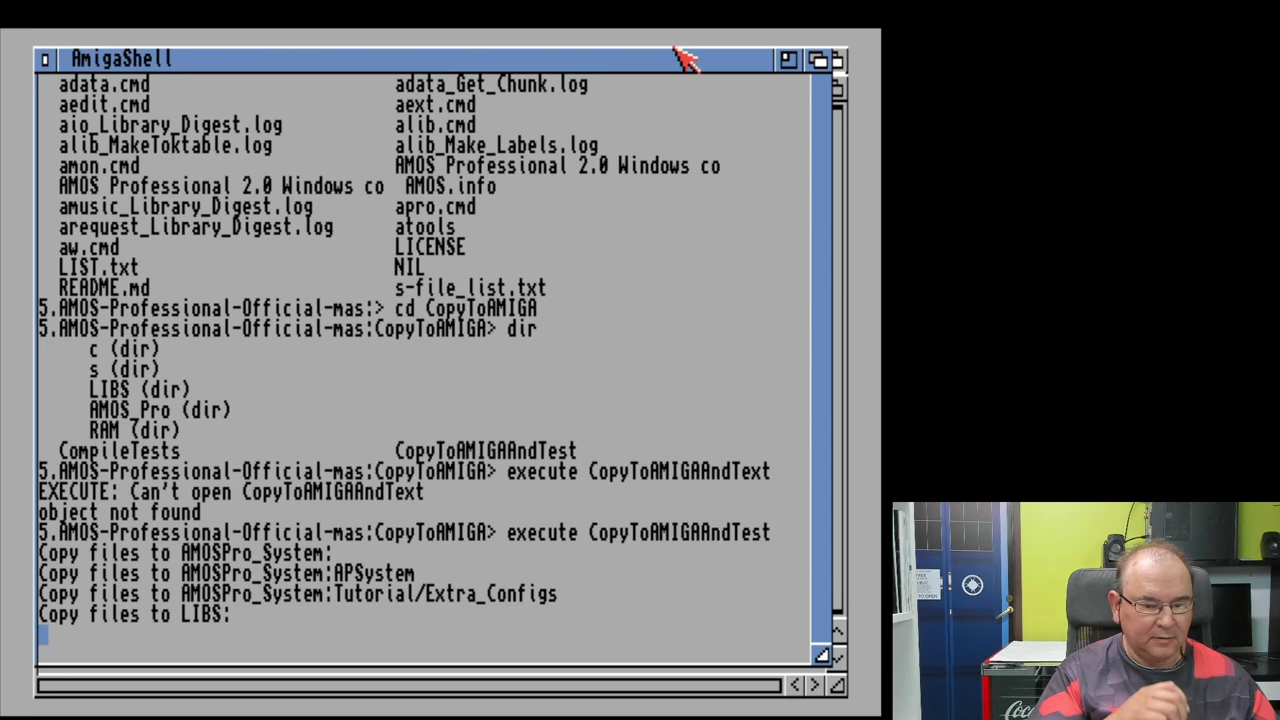 AmigaShell
adata.cmd adata_Get_Chunk.log
aedit.cmd aext.cmd
aio_Library_Digest.log alib.cmd
alib_MakeToktable.log alib_Make_Labels.log
amon.cmd AMOS Professional 2.0 Windows co
AMOS Professional 2.0 Windows co AMOS.info
amusic_Library_Digest.log apro.cmd
arequest_Library_Digest.log atools
aw.cmd LICENSE
LIST.txt NIL
README.md s-file_list.txt
5.AMOS-Professional-Official-mas:> cd CopyToAMIGA
5.AMOS-Professional-Official-mas:CopyToAMIGA> dir
c (dir)
s (dir)
LIBS (dir)
AMOS_Pro (dir)
RAM (dir)
CompileTests CopyToAMIGAAndTest
5.AMOS-Professional-Official-mas:CopyToAMIGA> execute CopyToAMIGAAndText
EXECUTE: Can't open CopyToAMIGAAndText
object not found
5.AMOS-Professional-Official-mas:CopyToAMIGA> execute CopyToAMIGAAndTest
Copy files to AMOSPro_System:
Copy files to AMOSPro_System:APSystem
Copy files to AMOSPro_System:Tutorial/Extra_Configs
Copy files to LIBS: